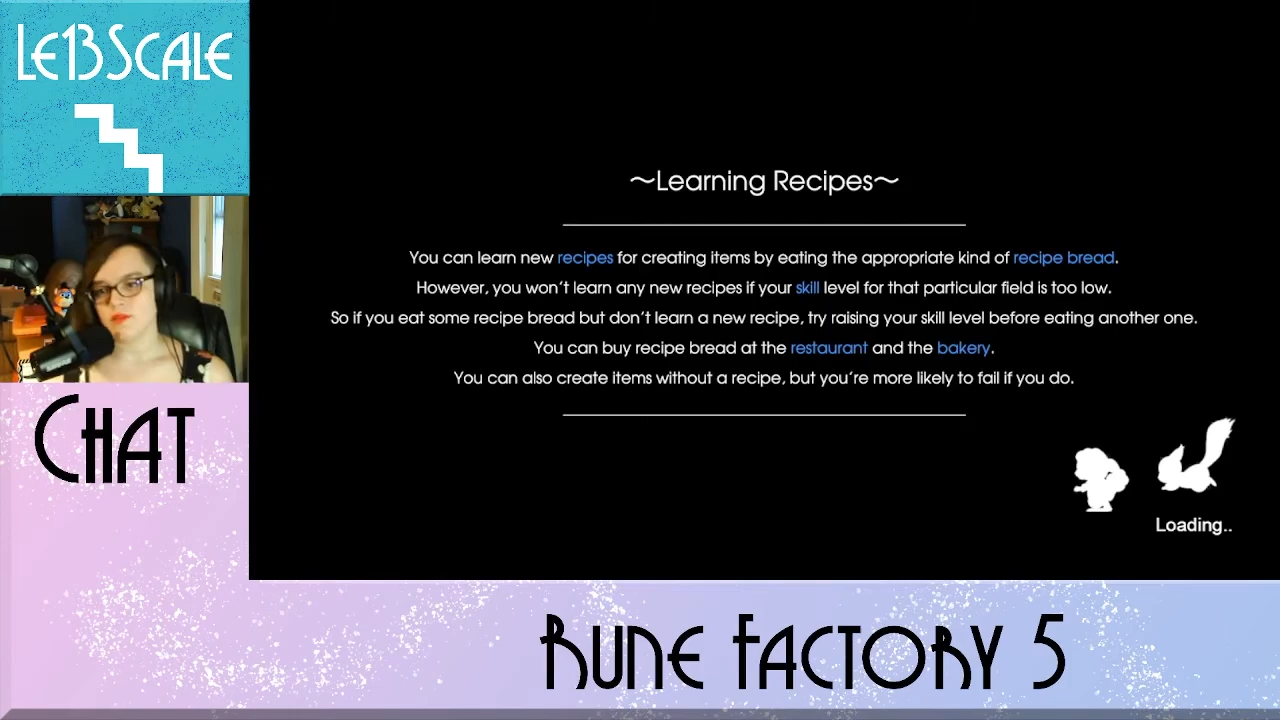 Le13Scale
~Learning Recipes~
You can learn new recipes for creating items by eating the appropriate kind of recipe bread.
However, you won't learn any new recipes if your skill level for that particular field is too low.
So if you eat some recipe bread but don't learn a new recipe, try raising your skill level before eating another one.
You can buy recipe bread at the restaurant and the bakery.
You can also create items without a recipe, but you're more likely to fail if you do.
Loading..
Chat
Rune Factory 5